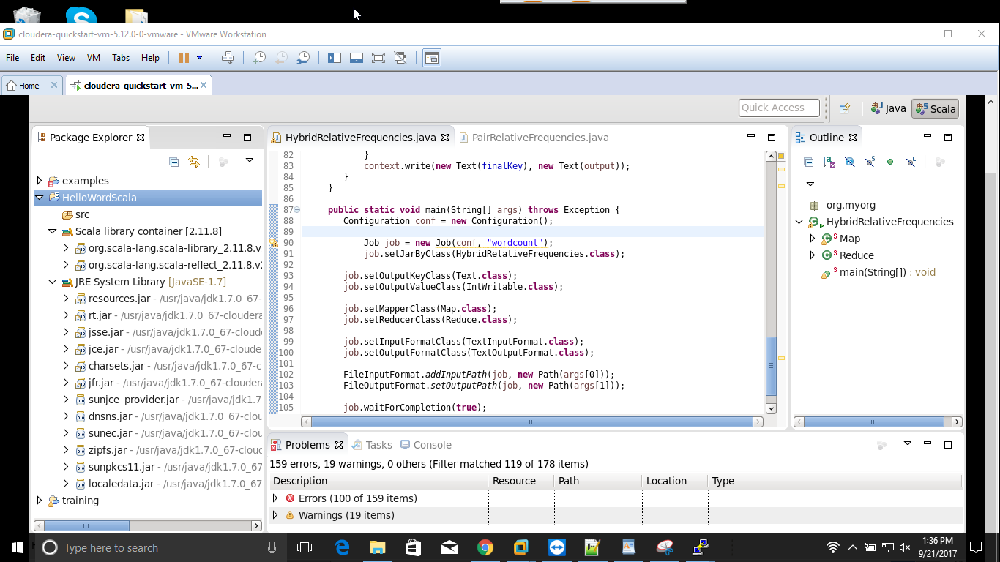 cloudera-quickstart-vm-5.12.0-0-vmware - VMware Workstation
File Edit View VM Tabs Help
Home cloudera-quickstart-vm-5...
Quick Access Java Scala
Package Explorer
examples
HelloWordScala
src
Scala library container [2.11.8]
org.scala-lang.scala-library_2.11.8.v
org.scala-lang.scala-reflect_2.11.8.v
JRE System Library [JavaSE-1.7]
resources.jar - /usr/java/jdk1.7.0_67-
rt.jar - /usr/java/jdk1.7.0_67-cloudera
jsse.jar - /usr/java/jdk1.7.0_67-cloud
jce.jar - /usr/java/jdk1.7.0_67-cloude
charsets.jar - /usr/java/jdk1.7.0_67-c
jfr.jar - /usr/java/jdk1.7.0_67-clouder
sunjce_provider.jar - /usr/java/jdk1.7
dnsns.jar - /usr/java/jdk1.7.0_67-clou
sunec.jar - /usr/java/jdk1.7.0_67-clou
zipfs.jar - /usr/java/jdk1.7.0_67-cloud
sunpkcs11.jar - /usr/java/jdk1.7.0_67
localedata.jar - /usr/java/jdk1.7.0_67
training
HybridRelativeFrequencies.java PairRelativeFrequencies.java
82 }
83 context.write(new Text(finalKey), new Text(output));
84 }
85 }
86
87 public static void main(String[] args) throws Exception {
88 Configuration conf = new Configuration();
89
90 Job job = new Job(conf, "wordcount");
91 job.setJarByClass(HybridRelativeFrequencies.class);
92
93 job.setOutputKeyClass(Text.class);
94 job.setOutputValueClass(IntWritable.class);
95
96 job.setMapperClass(Map.class);
97 job.setReducerClass(Reduce.class);
98
99 job.setInputFormatClass(TextInputFormat.class);
100 job.setOutputFormatClass(TextOutputFormat.class);
101
102 FileInputFormat.addInputPath(job, new Path(args[0]));
103 FileOutputFormat.setOutputPath(job, new Path(args[1]));
104
105 job.waitForCompletion(true);
Outline
org.myorg
HybridRelativeFrequencies
Map
Reduce
main(String[]) : void
Problems Tasks Console
159 errors, 19 warnings, 0 others (Filter matched 119 of 178 items)
Description Resource Path Location Type
Errors (100 of 159 items)
Warnings (19 items)
Type here to search
1:36 PM
9/21/2017